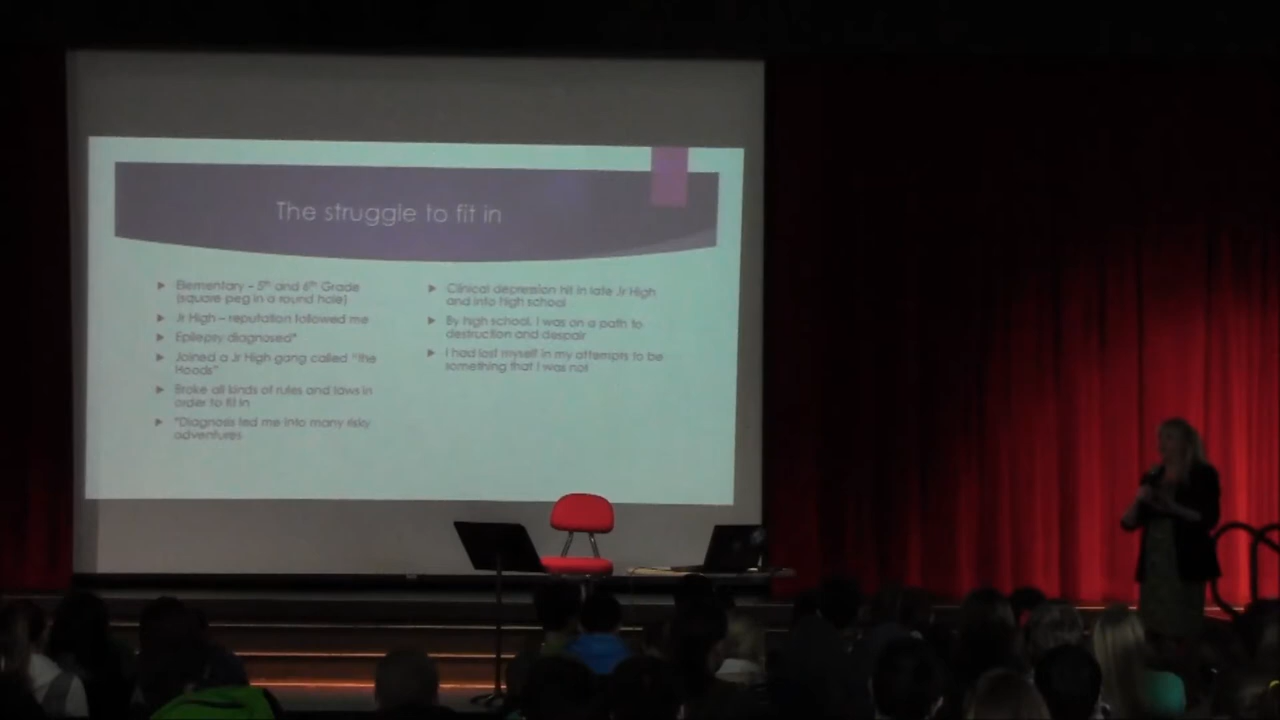 The struggle to fit in
Elementary – 5th and 6th Grade
(square peg in a round hole)
Jr High – reputation followed me
Epilepsy diagnosed*
Joined a Jr High gang called "the
Hoods"
Broke all kinds of rules and laws in
order to fit in
*Diagnosis led me into many risky
adventures
Clinical depression hit in late Jr High
and into high school
By high school, I was on a path to
destruction and despair
I had lost myself in my attempts to be
something that I was not